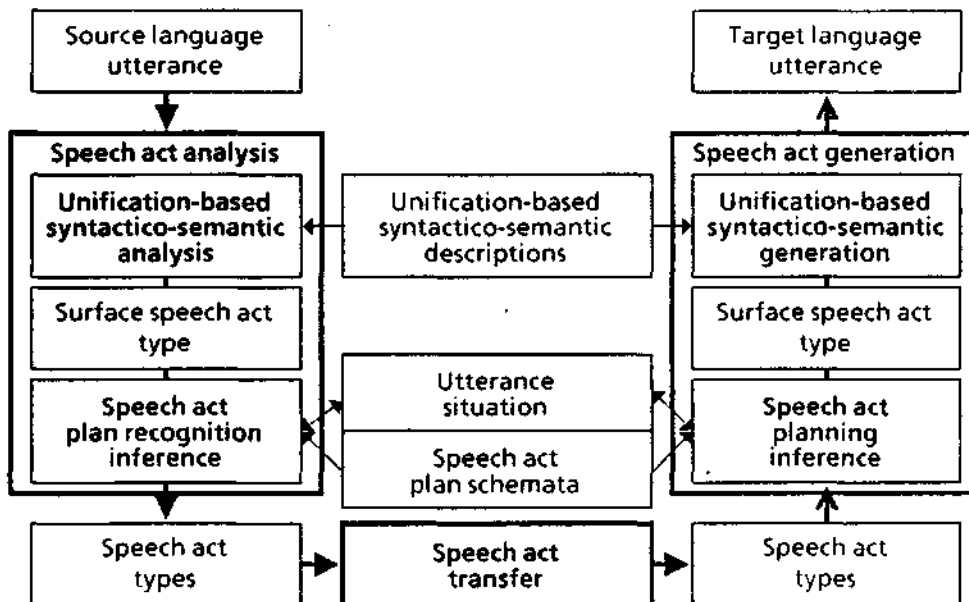 Source language
utterance
Target language
utterance
Speech act analysis
Unification-based
syntactico-semantic
analysis
Surface speech act
type
Speech act
plan recognition
inference
Unification-based
syntactico-semantic
descriptions
Utterance
situation
Speech act
plan schemata
Speech act generation
Unification-based
syntactico-semantic
generation
Surface speech act
type
Speech act
planning
inference
Speech act
types
Speech act
transfer
Speech act
types